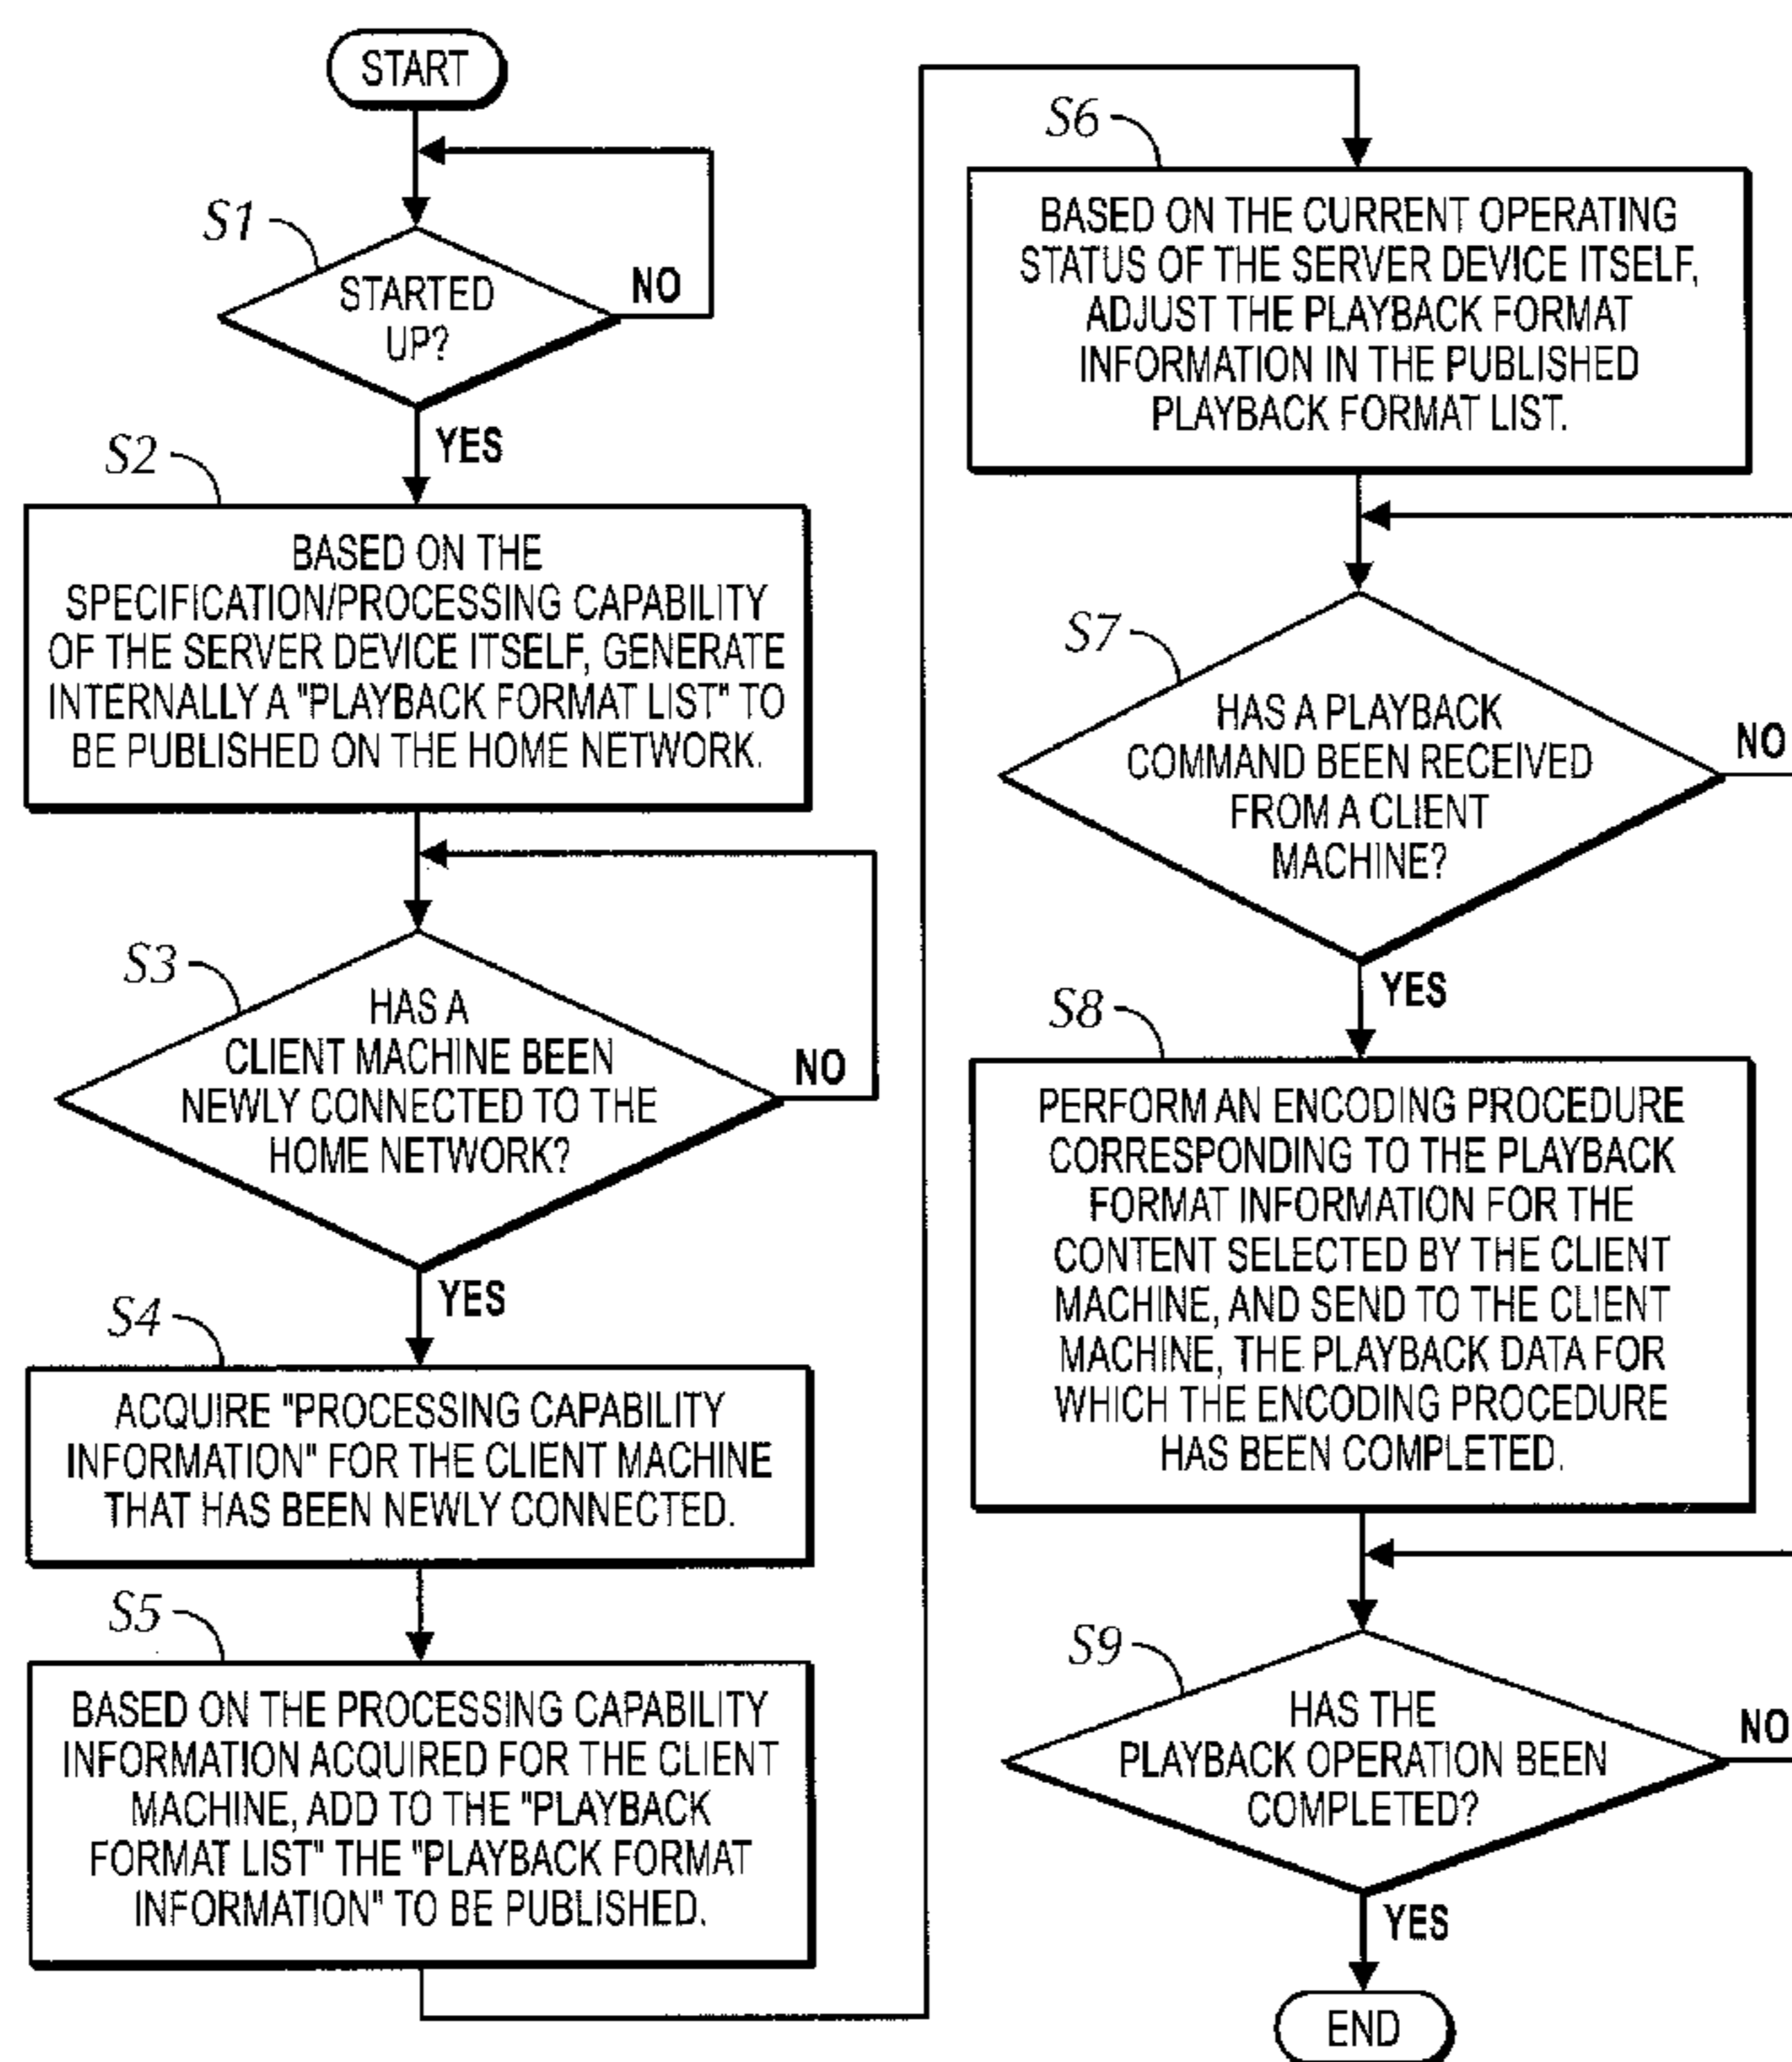 START
S1
STARTED
UP?
NO
YES
S2
BASED ON THE
SPECIFICATION/PROCESSING CAPABILITY
OF THE SERVER DEVICE ITSELF, GENERATE
INTERNALLY A "PLAYBACK FORMAT LIST" TO
BE PUBLISHED ON THE HOME NETWORK.
S3
HAS A
CLIENT MACHINE BEEN
NEWLY CONNECTED TO THE
HOME NETWORK?
NO
YES
S4
ACQUIRE "PROCESSING CAPABILITY
INFORMATION" FOR THE CLIENT MACHINE
THAT HAS BEEN NEWLY CONNECTED.
S5
BASED ON THE PROCESSING CAPABILITY
INFORMATION ACQUIRED FOR THE CLIENT
MACHINE, ADD TO THE "PLAYBACK
FORMAT LIST" THE "PLAYBACK FORMAT
INFORMATION" TO BE PUBLISHED.
S6
BASED ON THE CURRENT OPERATING
STATUS OF THE SERVER DEVICE ITSELF,
ADJUST THE PLAYBACK FORMAT
INFORMATION IN THE PUBLISHED
PLAYBACK FORMAT LIST.
S7
HAS A PLAYBACK
COMMAND BEEN RECEIVED
FROM A CLIENT
MACHINE?
NO
YES
S8
PERFORM AN ENCODING PROCEDURE
CORRESPONDING TO THE PLAYBACK
FORMAT INFORMATION FOR THE
CONTENT SELECTED BY THE CLIENT
MACHINE, AND SEND TO THE CLIENT
MACHINE, THE PLAYBACK DATA FOR
WHICH THE ENCODING PROCEDURE
HAS BEEN COMPLETED.
S9
HAS THE
PLAYBACK OPERATION BEEN
COMPLETED?
NO
YES
END